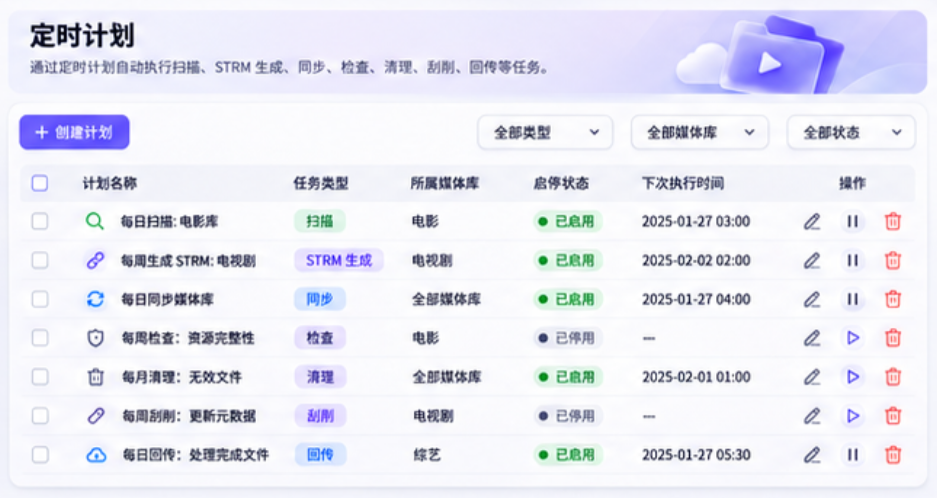 定时计划
通过定时计划自动执行扫描、STRM 生成、同步、检查、清理、刮削、回传等任务。
+ 创建计划 全部类型 全部媒体库 全部状态
计划名称 任务类型 所属媒体库 启停状态 下次执行时间 操作
每日扫描: 电影库 扫描 电影 已启用 2025-01-27 03:00
每周生成 STRM: 电视剧 STRM 生成 电视剧 已启用 2025-02-02 02:00
每日同步媒体库 同步 全部媒体库 已启用 2025-01-27 04:00
每周检查：资源完整性 检查 电影 已停用 ---
每月清理：无效文件 清理 全部媒体库 已启用 2025-02-01 01:00
每周刮削：更新元数据 刮削 电视剧 已停用 ---
每日回传：处理完成文件 回传 综艺 已启用 2025-01-27 05:30